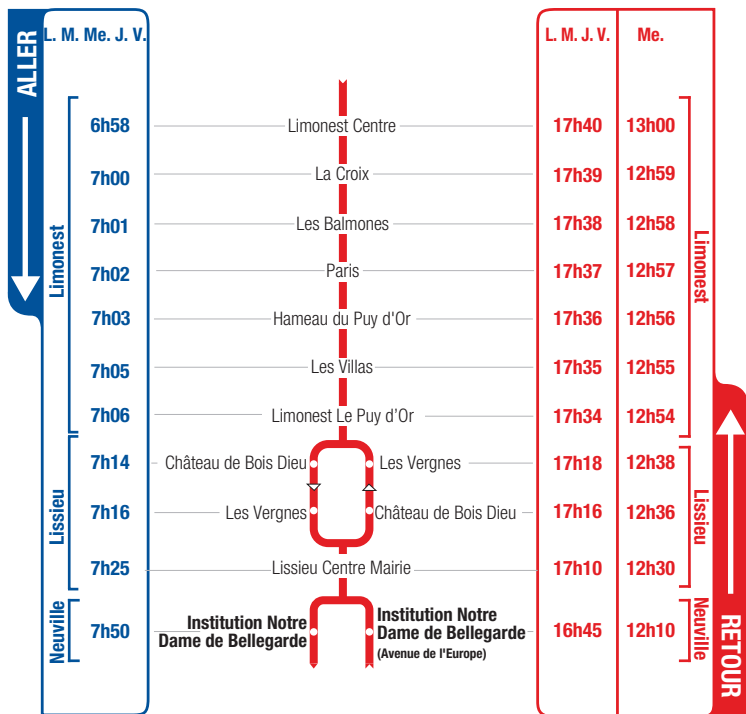 ALLER
L. M. Me. J. V.
L. M. J. V. Me.
Limonest
6h58 Limonest Centre 17h40 13h00
7h00 La Croix 17h39 12h59
7h01 Les Balmones 17h38 12h58
7h02 Paris 17h37 12h57
7h03 Hameau du Puy d'Or 17h36 12h56
7h05 Les Villas 17h35 12h55
7h06 Limonest Le Puy d’Or 17h34 12h54
Limonest
Lissieu
7h14 Château de Bois Dieu Les Vergnes 17h18 12h38
7h16 Les Vergnes Château de Bois Dieu 17h16 12h36
7h25 Lissieu Centre Mairie 17h10 12h30
Lissieu
Neuville
7h50 Institution Notre
Dame de Bellegarde
Institution Notre
Dame de Bellegarde
(Avenue de l'Europe)
16h45 12h10
Neuville
RETOUR